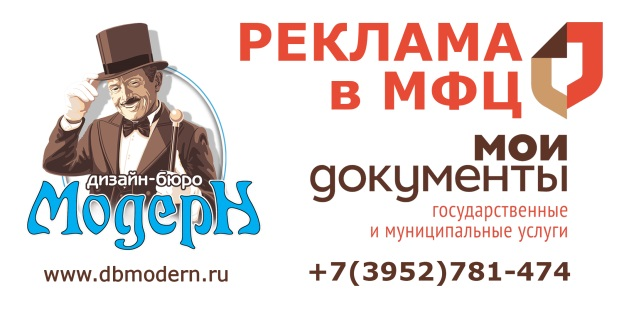 дизайн-бюро
Модерн
www.dbmodern.ru
РЕКЛАМА
в МФЦ
мои
документы
государственные
и муниципальные услуги
+7(3952)781-474